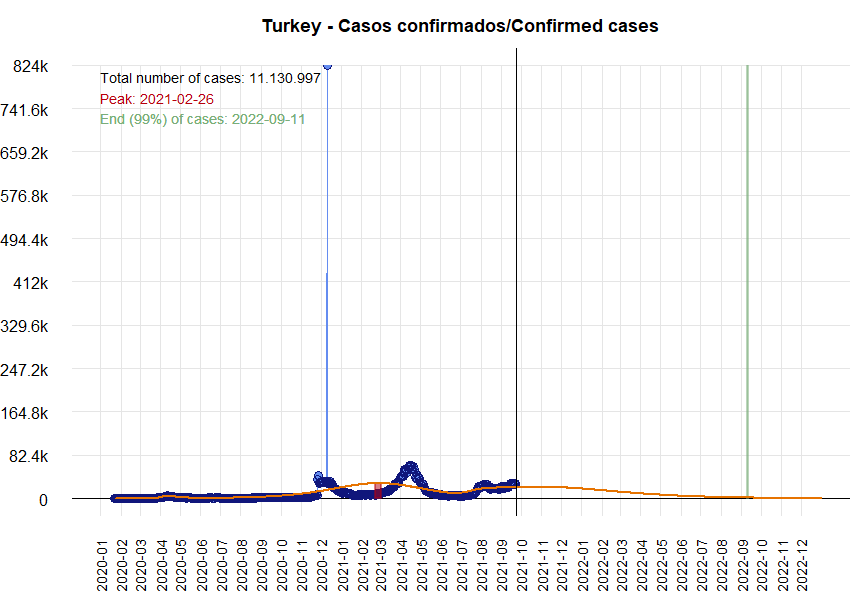 Turkey - Casos confirmados/Confirmed cases
824k
741.6k
659.2k
576.8k
494.4k
412k
329.6k
247.2k
164.8k
82.4k
0
Total number of cases: 11.130.997
Peak: 2021-02-26
End (99%) of cases: 2022-09-11
2020-01
2020-02
2020-03
2020-04
2020-05
2020-06
2020-07
2020-08
2020-09
2020-10
2020-11
2020-12
2021-01
2021-02
2021-03
2021-04
2021-05
2021-06
2021-07
2021-08
2021-09
2021-10
2021-11
2021-12
2022-01
2022-02
2022-03
2022-04
2022-05
2022-06
2022-07
2022-08
2022-09
2022-10
2022-11
2022-12